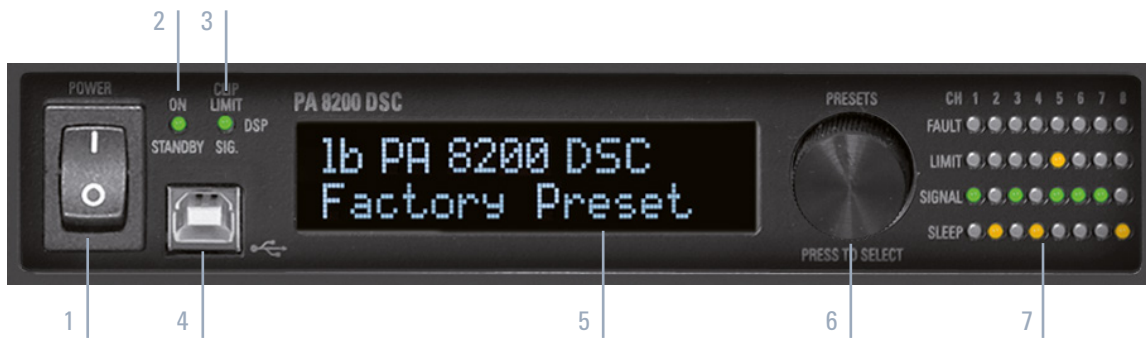 2 3
POWER
ON
STANDBY
CLIP
LIMIT
DSP
SIG.
PA 8200 DSC
1b PA 8200 DSC
Factory Preset
PRESETS
PRESS TO SELECT
CH 1 2 3 4 5 6 7 8
FAULT
LIMIT
SIGNAL
SLEEP
1 4 5 6 7